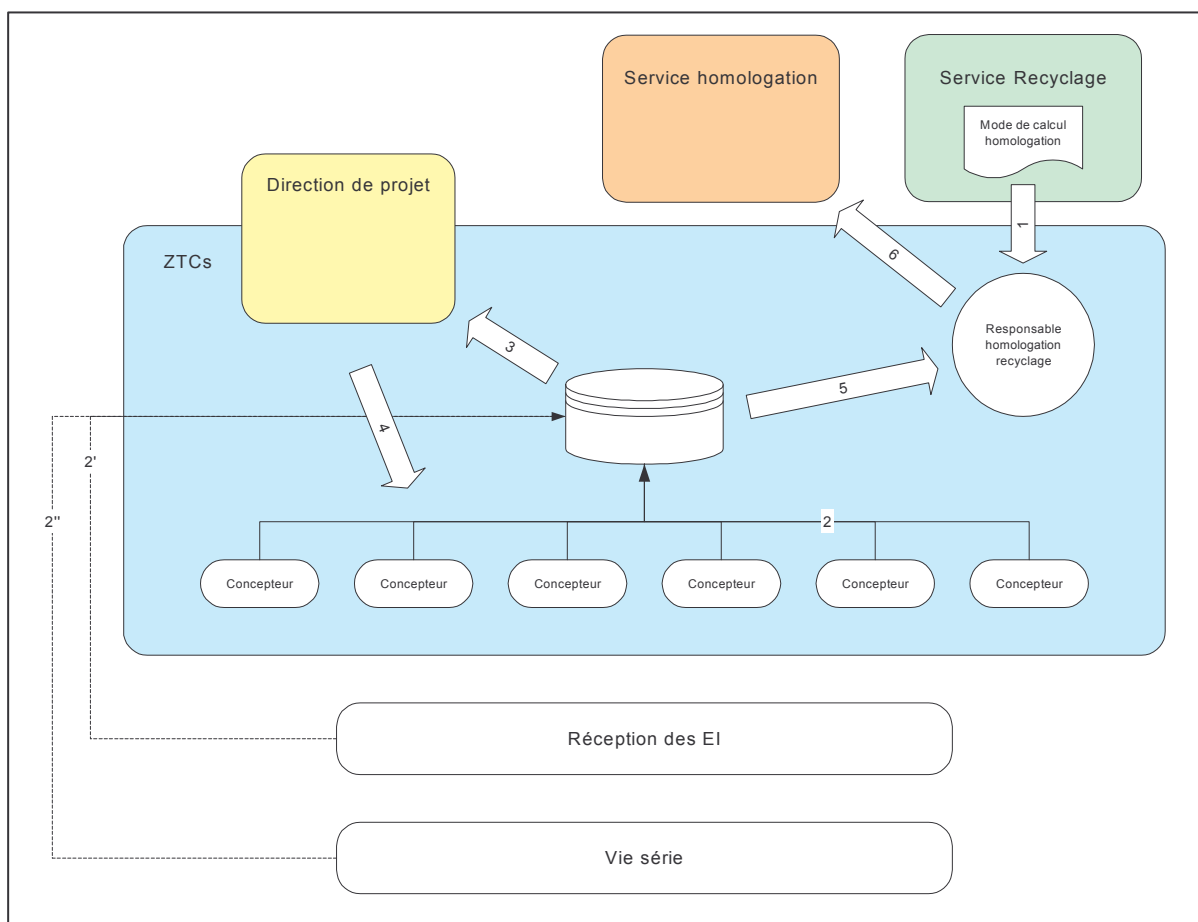 Service homologation
Service Recyclage
Mode de calcul
homologation
Direction de projet
1
ZTCs
6
Responsable
homologation
recyclage
3
5
4
2'
2''
2
Concepteur
Concepteur
Concepteur
Concepteur
Concepteur
Concepteur
Réception des EI
Vie série